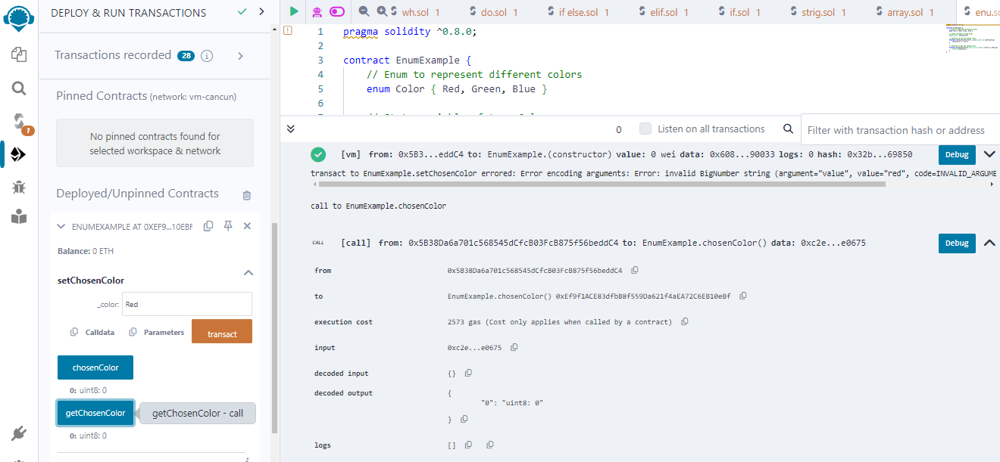 DEPLOY & RUN TRANSACTIONS
Transactions recorded 28 i
Pinned Contracts (network: vm-cancun)
No pinned contracts found for
selected workspace & network
1
Deployed/Unpinned Contracts
ENUMEXAMPLE AT 0XEF9...10EBF
Balance: 0 ETH
setChosenColor
_color: Red
Calldata Parameters transact
chosenColor
0: uint8: 0
getChosenColor getChosenColor - call
0: uint8: 0
wh.sol 1 do.sol 1 if else.sol 1 elif.sol 1 if.sol 1 strig.sol 1 array.sol 1 enu.so
1 pragma solidity ^0.8.0;
2
3 contract EnumExample {
4 // Enum to represent different colors
5 enum Color { Red, Green, Blue }
6
0 Listen on all transactions Filter with transaction hash or address
[vm] from: 0x5B3...eddC4 to: EnumExample.(constructor) value: 0 wei data: 0x608...90033 logs: 0 hash: 0x32b...69850 Debug
transact to EnumExample.setChosenColor errored: Error encoding arguments: Error: invalid BigNumber string (argument="value", value="red", code=INVALID_ARGUME
call to EnumExample.chosenColor
CALL [call] from: 0x5B38Da6a701c568545dCfcB03FcB875f56beddC4 to: EnumExample.chosenColor() data: 0xc2e...e0675 Debug
from 0x5B38Da6a701c568545dCfcB03FcB875f56beddC4
to EnumExample.chosenColor() 0xEf9f1ACE83dfbB8f559Da621f4aEA72C6EB10eBf
execution cost 2573 gas (Cost only applies when called by a contract)
input 0xc2e...e0675
decoded input {}
decoded output {
"0": "uint8: 0"
}
logs []